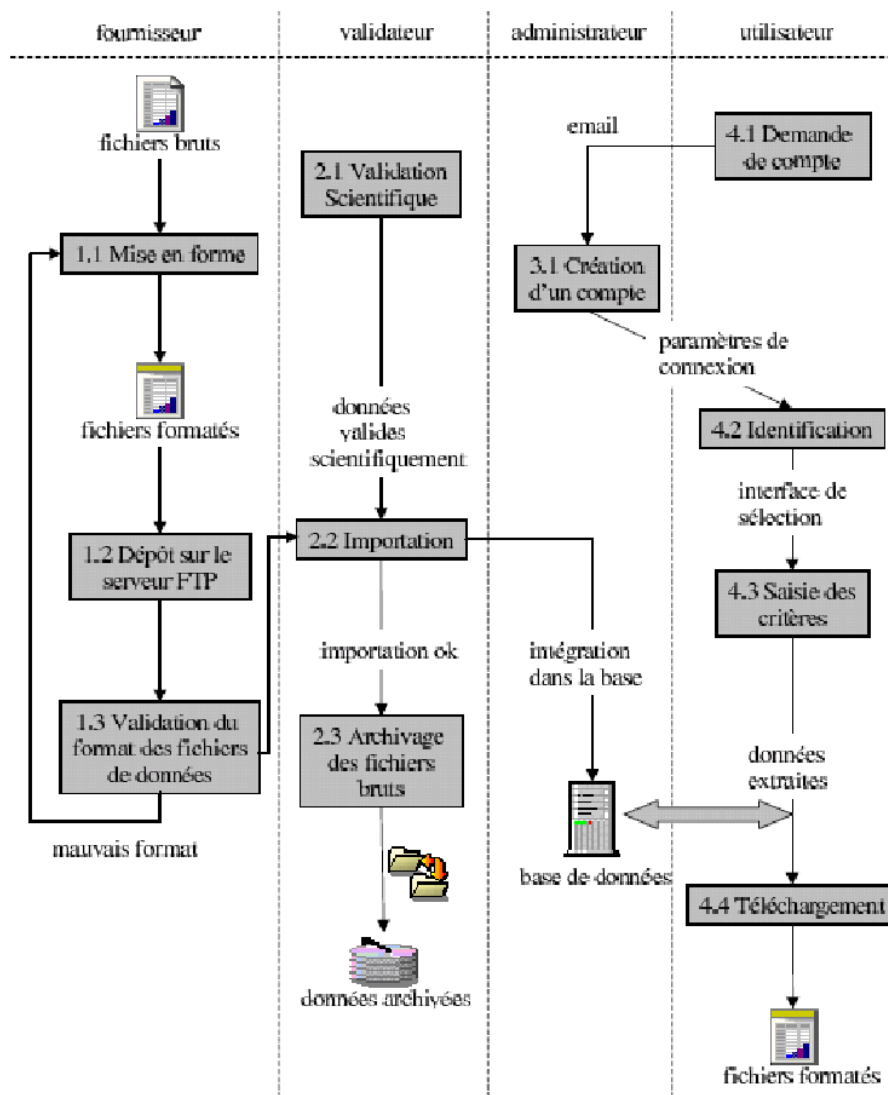 fournisseur
validateur
administrateur
utilisateur
fichiers bruts
1.1 Mise en forme
fichiers formatés
1.2 Dépôt sur le
serveur FTP
1.3 Validation du
format des fichiers
de données
mauvais format
2.1 Validation
Scientifique
données
valides
scientifiquement
2.2 Importation
importation ok
2.3 Archivage
des fichiers
bruts
données archivées
email
3.1 Création
d'un compte
paramètres de
connexion
intégration
dans la base
base de données
4.1 Demande
de compte
4.2 Identification
interface de
sélection
4.3 Saisie des
critères
données
extraites
4.4 Téléchargement
fichiers formatés